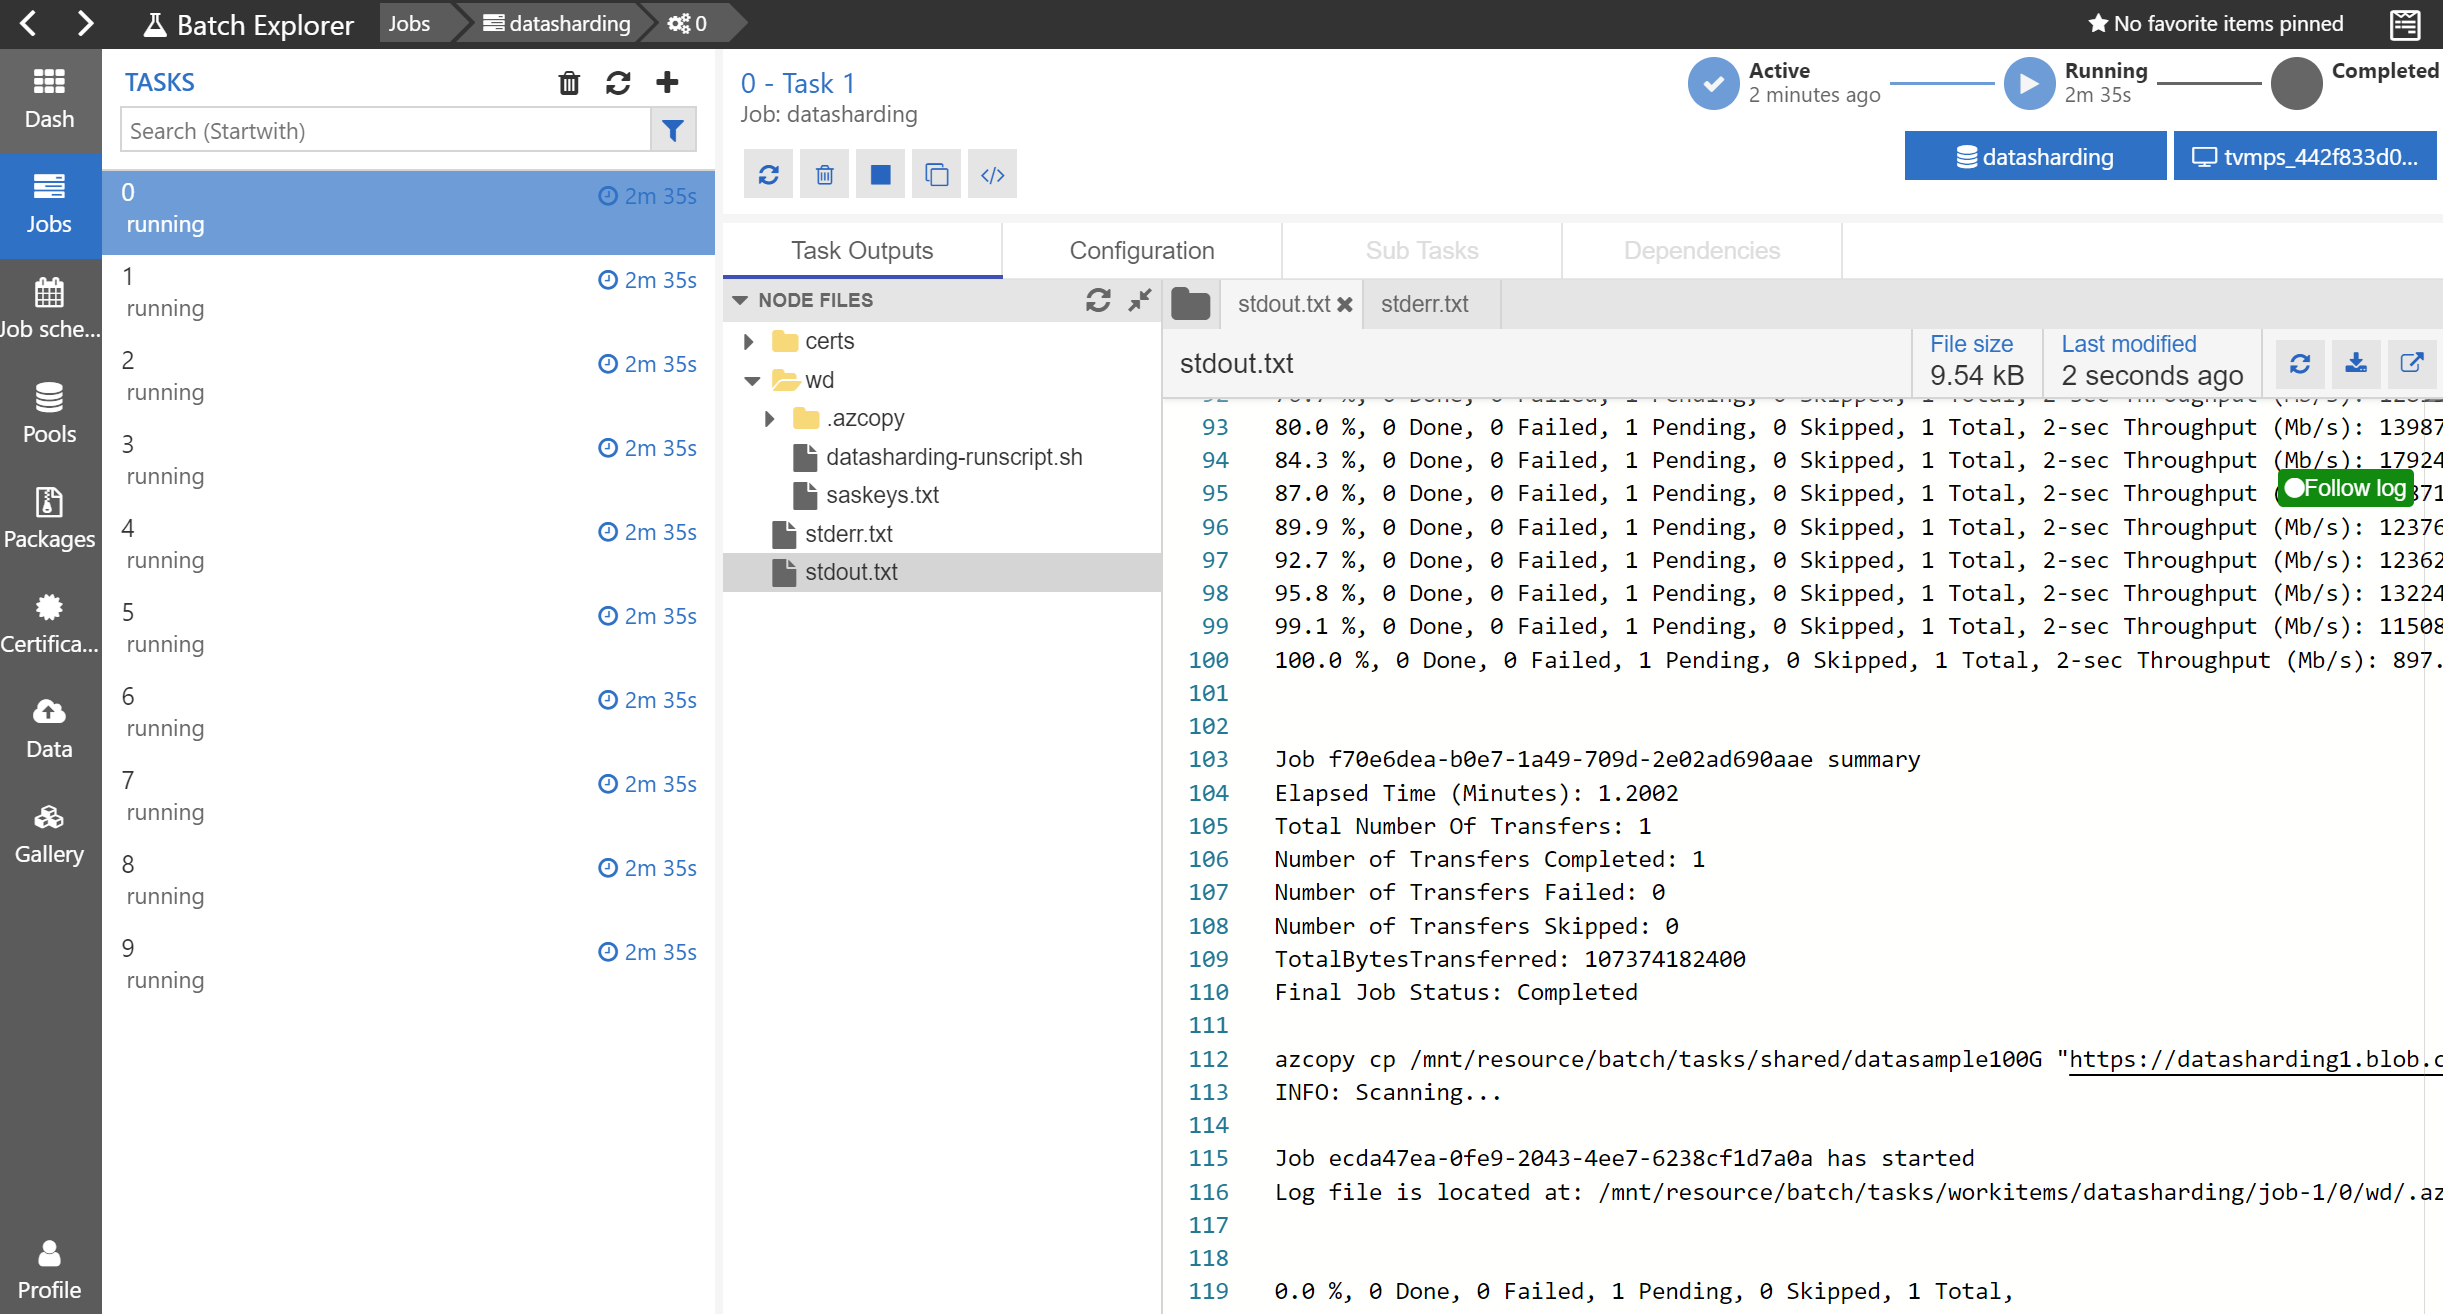 Batch Explorer
Jobs
datasharding
0
No favorite items pinned
Dash
Jobs
Job sche...
Pools
Packages
Certifica...
Data
Gallery
Profile
TASKS
Search (Startwith)
0
2m 35s
running
1
2m 35s
running
2
2m 35s
running
3
2m 35s
running
4
2m 35s
running
5
2m 35s
running
6
2m 35s
running
7
2m 35s
running
8
2m 35s
running
9
2m 35s
running
0 - Task 1
Job: datasharding
Active
2 minutes ago
Running
2m 35s
Completed
datasharding
tvmps_442f833d0...
Task Outputs
Configuration
Sub Tasks
Dependencies
NODE FILES
certs
wd
.azcopy
datasharding-runscript.sh
saskeys.txt
stderr.txt
stdout.txt
stdout.txt
stderr.txt
stdout.txt
File size
9.54 kB
Last modified
2 seconds ago
Follow log
93 80.0 %, 0 Done, 0 Failed, 1 Pending, 0 Skipped, 1 Total, 2-sec Throughput (Mb/s): 13987
94 84.3 %, 0 Done, 0 Failed, 1 Pending, 0 Skipped, 1 Total, 2-sec Throughput (Mb/s): 17924
95 87.0 %, 0 Done, 0 Failed, 1 Pending, 0 Skipped, 1 Total, 2-sec Throughput (
96 89.9 %, 0 Done, 0 Failed, 1 Pending, 0 Skipped, 1 Total, 2-sec Throughput (Mb/s): 12376
97 92.7 %, 0 Done, 0 Failed, 1 Pending, 0 Skipped, 1 Total, 2-sec Throughput (Mb/s): 12362
98 95.8 %, 0 Done, 0 Failed, 1 Pending, 0 Skipped, 1 Total, 2-sec Throughput (Mb/s): 13224
99 99.1 %, 0 Done, 0 Failed, 1 Pending, 0 Skipped, 1 Total, 2-sec Throughput (Mb/s): 11508
100 100.0 %, 0 Done, 0 Failed, 1 Pending, 0 Skipped, 1 Total, 2-sec Throughput (Mb/s): 897.
101
102
103 Job f70e6dea-b0e7-1a49-709d-2e02ad690aae summary
104 Elapsed Time (Minutes): 1.2002
105 Total Number Of Transfers: 1
106 Number of Transfers Completed: 1
107 Number of Transfers Failed: 0
108 Number of Transfers Skipped: 0
109 TotalBytesTransferred: 107374182400
110 Final Job Status: Completed
111
112 azcopy cp /mnt/resource/batch/tasks/shared/datasample100G "https://datasharding1.blob.c
113 INFO: Scanning...
114
115 Job ecda47ea-0fe9-2043-4ee7-6238cf1d7a0a has started
116 Log file is located at: /mnt/resource/batch/tasks/workitems/datasharding/job-1/0/wd/.az
117
118
119 0.0 %, 0 Done, 0 Failed, 1 Pending, 0 Skipped, 1 Total,